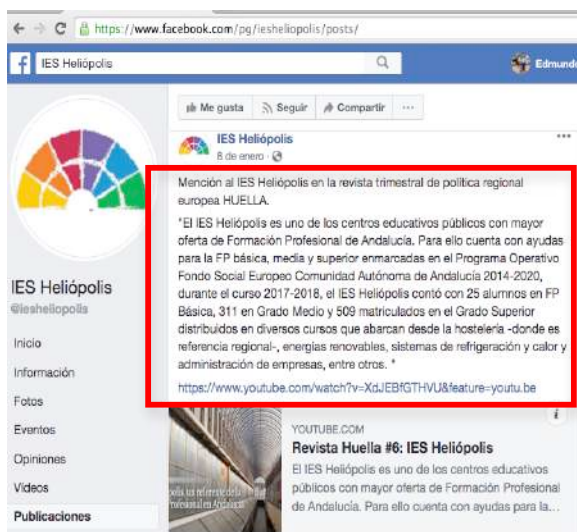 https://www.facebook.com/pg/iesheliopolis/posts/
IES Heliópolis
Edmundo
Me gusta
Seguir
Compartir
IES Heliópolis
8 de enero
Mención al IES Heliópolis en la revista trimestral de política regional
europea HUELLA.
"El IES Heliópolis es uno de los centros educativos públicos con mayor
oferta de Formación Profesional de Andalucía. Para ello cuenta con ayudas
para la FP básica, media y superior enmarcadas en el Programa Operativo
Fondo Social Europeo Comunidad Autónoma de Andalucía 2014-2020,
durante el curso 2017-2018, el IES Heliópolis contó con 25 alumnos en FP
Básica, 311 en Grado Medio y 509 matriculados en el Grado Superior
distribuidos en diversos cursos que abarcan desde la hostelería -donde es
referencia regional-, energías renovables, sistemas de refrigeración y calor y
administración de empresas, entre otros. "
https://www.youtube.com/watch?v=XdJEBfGTHVU&feature=youtu.be
IES Heliópolis
@iesheliopolis
Inicio
Información
Fotos
Eventos
Opiniones
Vídeos
Publicaciones
YOUTUBE.COM
Revista Huella #6: IES Heliópolis
El IES Heliópolis es uno de los centros educativos
públicos con mayor oferta de Formación Profesional
de Andalucía. Para ello cuenta con ayudas para la...